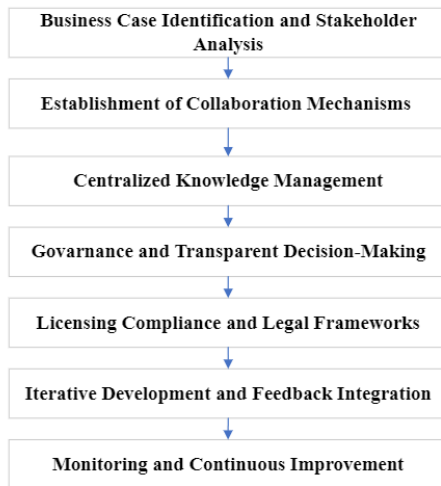 Business Case Identification and Stakeholder
Analysis
Establishment of Collaboration Mechanisms
Centralized Knowledge Management
Govarnance and Transparent Decision-Making
Licensing Compliance and Legal Frameworks
Iterative Development and Feedback Integration
Monitoring and Continuous Improvement